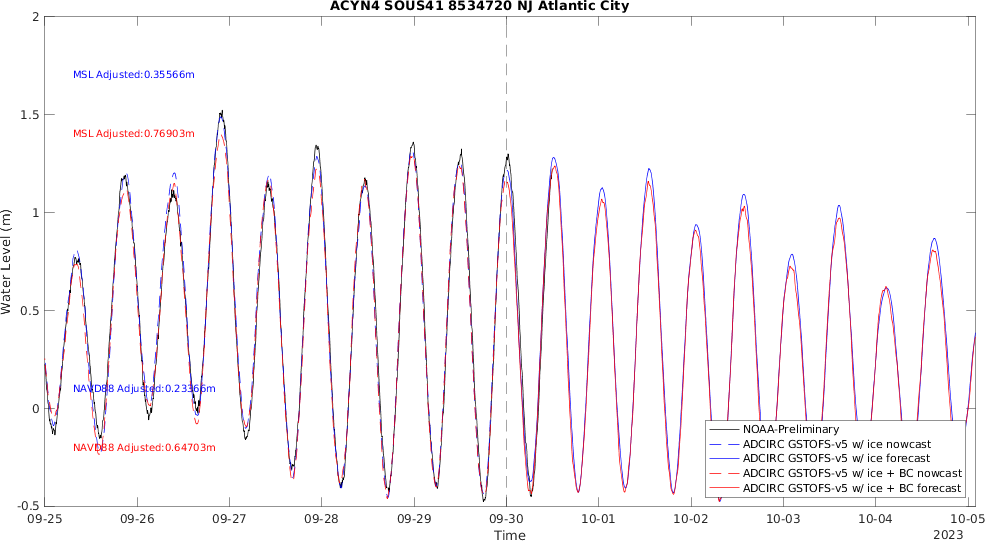 ACYN4 SOUS41 8534720 NJ Atlantic City
2
MSL Adjusted:0.35566m
1.5
MSL Adjusted:0.76903m
1
Water Level (m)
0.5
NAVD88 Adjusted:0.23366m
0
NAVD88 Adjusted:0.64703m
NOAA-Preliminary
ADCIRC GSTOFS-v5 w/ ice nowcast
ADCIRC GSTOFS-v5 w/ ice forecast
ADCIRC GSTOFS-v5 w/ ice + BC nowcast
ADCIRC GSTOFS-v5 w/ ice + BC forecast
-0.5
09-25 09-26 09-27 09-28 09-29 09-30 10-01 10-02 10-03 10-04 10-05
Time
2023